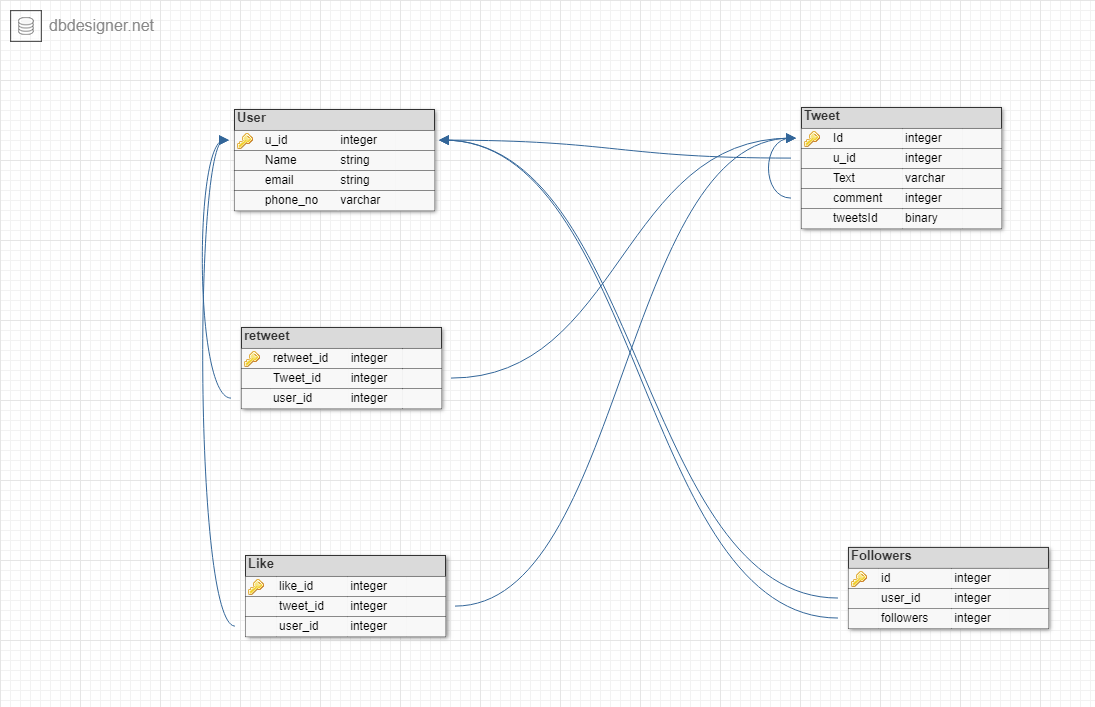 dbdesigner.net
User
u_id integer
Name string
email string
phone_no varchar
Tweet
Id integer
u_id integer
Text varchar
comment integer
tweetsId binary
retweet
retweet_id integer
Tweet_id integer
user_id integer
Like
like_id integer
tweet_id integer
user_id integer
Followers
id integer
user_id integer
followers integer